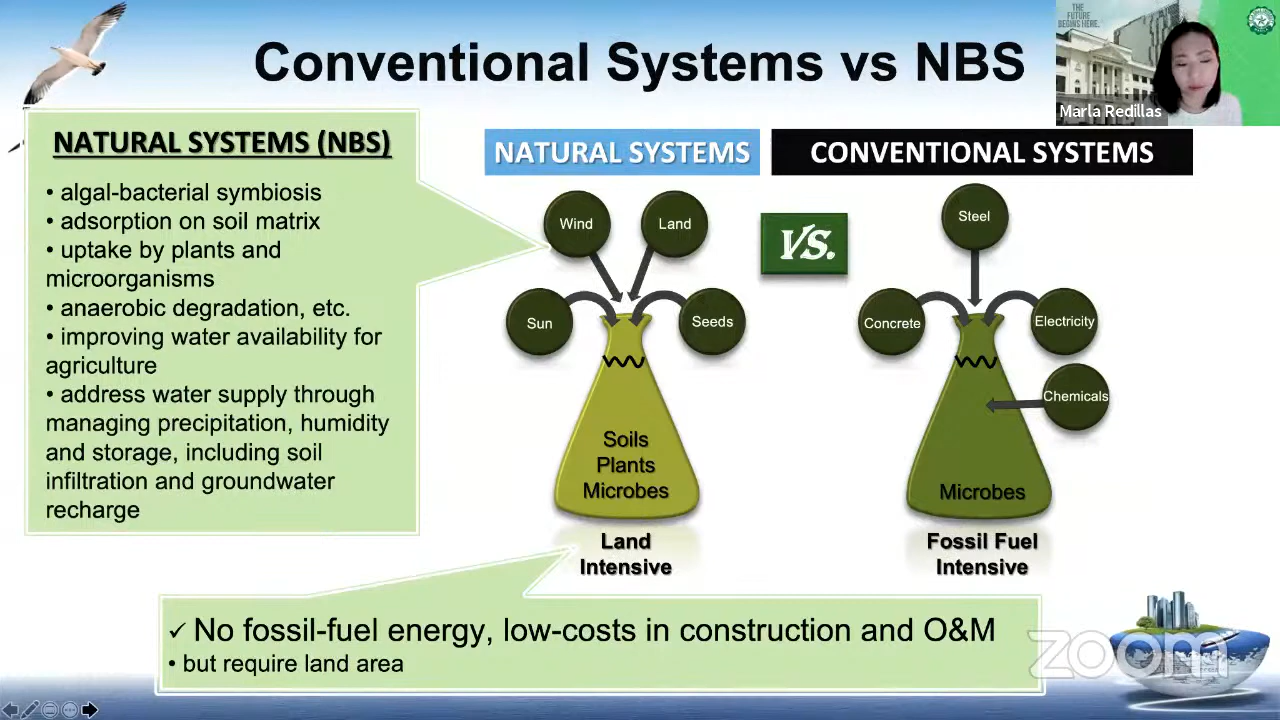 Conventional Systems vs NBS
THE
FUTURE
BEGINS HERE.
Marla Redillas
NATURAL SYSTEMS (NBS)
• algal-bacterial symbiosis
• adsorption on soil matrix
• uptake by plants and
microorganisms
• anaerobic degradation, etc.
• improving water availability for
agriculture
• address water supply through
managing precipitation, humidity
and storage, including soil
infiltration and groundwater
recharge
NATURAL SYSTEMS
Wind
Land
Sun
Seeds
Soils
Plants
Microbes
Land
Intensive
VS.
CONVENTIONAL SYSTEMS
Steel
Concrete
Electricity
Chemicals
Microbes
Fossil Fuel
Intensive
✓ No fossil-fuel energy, low-costs in construction and O&M
• but require land area
zoom